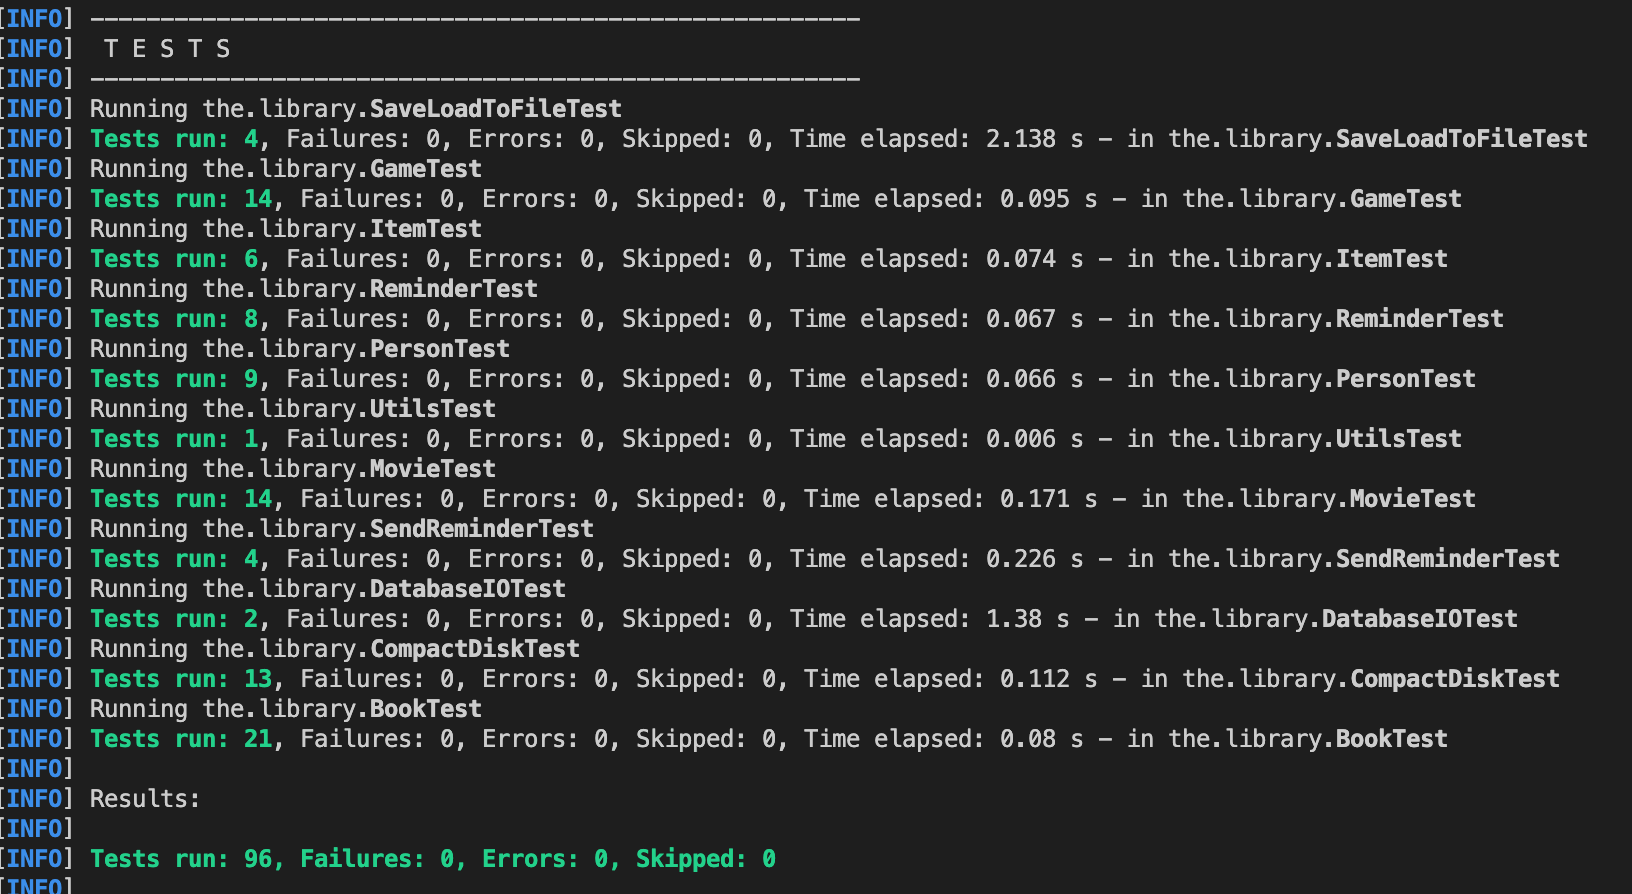 [INFO] -------------------------------------------------------
[INFO]  T E S T S
[INFO] -------------------------------------------------------
[INFO] Running the.library.SaveLoadToFileTest
[INFO] Tests run: 4, Failures: 0, Errors: 0, Skipped: 0, Time elapsed: 2.138 s - in the.library.SaveLoadToFileTest
[INFO] Running the.library.GameTest
[INFO] Tests run: 14, Failures: 0, Errors: 0, Skipped: 0, Time elapsed: 0.095 s - in the.library.GameTest
[INFO] Running the.library.ItemTest
[INFO] Tests run: 6, Failures: 0, Errors: 0, Skipped: 0, Time elapsed: 0.074 s - in the.library.ItemTest
[INFO] Running the.library.ReminderTest
[INFO] Tests run: 8, Failures: 0, Errors: 0, Skipped: 0, Time elapsed: 0.067 s - in the.library.ReminderTest
[INFO] Running the.library.PersonTest
[INFO] Tests run: 9, Failures: 0, Errors: 0, Skipped: 0, Time elapsed: 0.066 s - in the.library.PersonTest
[INFO] Running the.library.UtilsTest
[INFO] Tests run: 1, Failures: 0, Errors: 0, Skipped: 0, Time elapsed: 0.006 s - in the.library.UtilsTest
[INFO] Running the.library.MovieTest
[INFO] Tests run: 14, Failures: 0, Errors: 0, Skipped: 0, Time elapsed: 0.171 s - in the.library.MovieTest
[INFO] Running the.library.SendReminderTest
[INFO] Tests run: 4, Failures: 0, Errors: 0, Skipped: 0, Time elapsed: 0.226 s - in the.library.SendReminderTest
[INFO] Running the.library.DatabaseIOTest
[INFO] Tests run: 2, Failures: 0, Errors: 0, Skipped: 0, Time elapsed: 1.38 s - in the.library.DatabaseIOTest
[INFO] Running the.library.CompactDiskTest
[INFO] Tests run: 13, Failures: 0, Errors: 0, Skipped: 0, Time elapsed: 0.112 s - in the.library.CompactDiskTest
[INFO] Running the.library.BookTest
[INFO] Tests run: 21, Failures: 0, Errors: 0, Skipped: 0, Time elapsed: 0.08 s - in the.library.BookTest
[INFO]
[INFO] Results:
[INFO]
[INFO] Tests run: 96, Failures: 0, Errors: 0, Skipped: 0
[INFO]